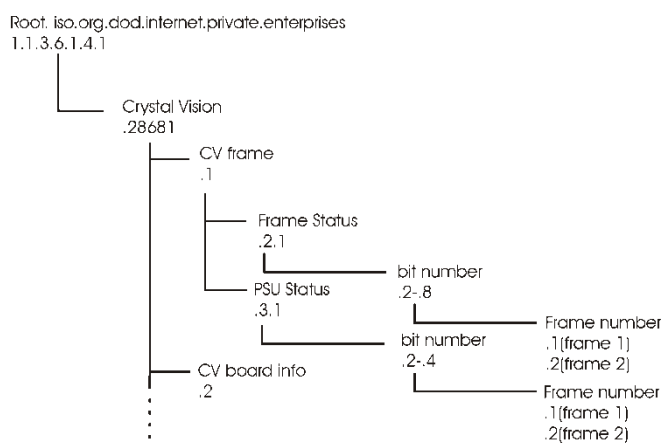 Root. iso.org.dod.internet.private.enterprises
1.1.3.6.1.4.1
Crystal Vision
.28681
CV frame
.1
Frame Status
.2.1
bit number
.2-.8
PSU Status
.3.1
Frame number
.1(frame 1)
.2(frame 2)
bit number
.2-.4
CV board info
.2
Frame number
.1(frame 1)
.2(frame 2)